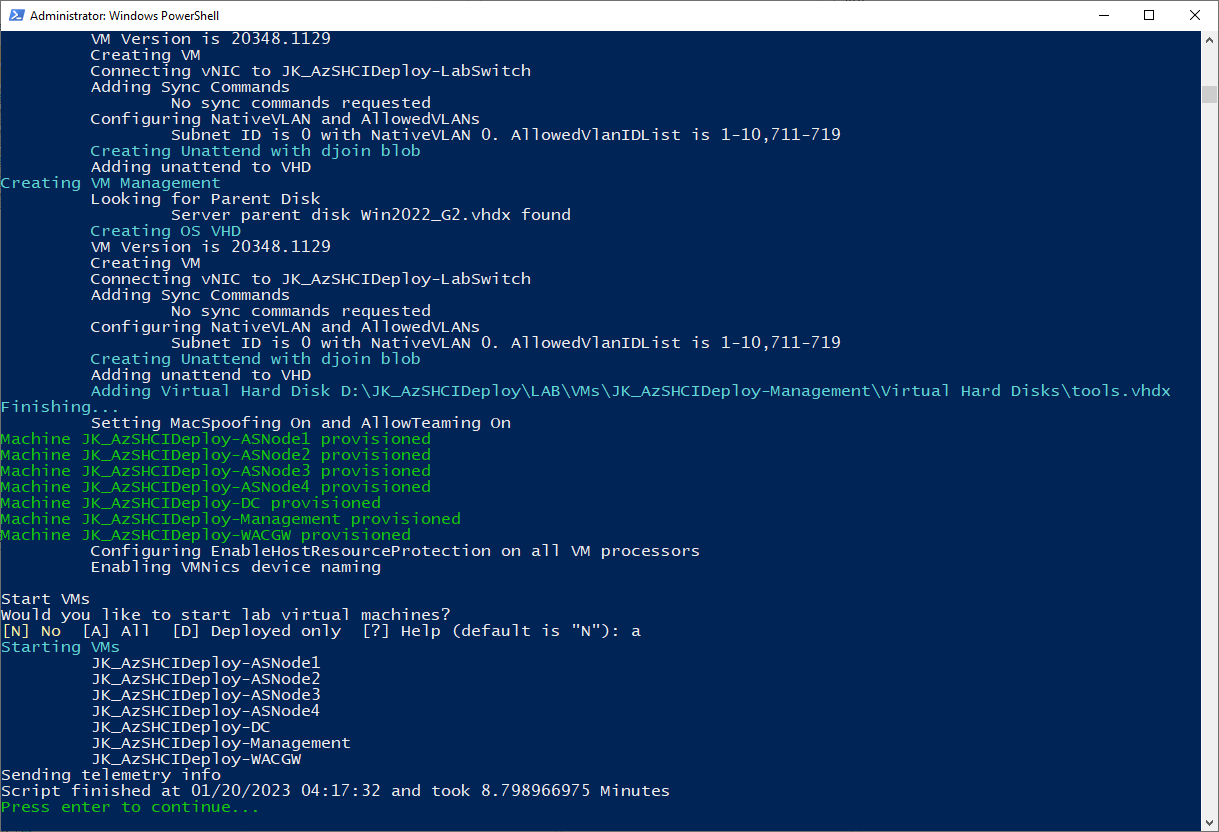 Administrator: Windows PowerShell
VM Version is 20348.1129
Creating VM
Connecting vNIC to JK_AzSHCIDeploy-LabSwitch
Adding Sync Commands
No sync commands requested
Configuring NativeVLAN and AllowedVLANs
Subnet ID is 0 with NativeVLAN 0. AllowedVlanIDList is 1-10,711-719
Creating Unattend with djoin blob
Adding unattend to VHD
Creating VM Management
Looking for Parent Disk
Server parent disk Win2022_G2.vhdx found
Creating OS VHD
VM Version is 20348.1129
Creating VM
Connecting vNIC to JK_AzSHCIDeploy-LabSwitch
Adding Sync Commands
No sync commands requested
Configuring NativeVLAN and AllowedVLANs
Subnet ID is 0 with NativeVLAN 0. AllowedVlanIDList is 1-10,711-719
Creating Unattend with djoin blob
Adding unattend to VHD
Adding Virtual Hard Disk D:\JK_AzSHCIDeploy\LAB\VMs\JK_AzSHCIDeploy-Management\Virtual Hard Disks\tools.vhdx
Finishing...
Setting MacSpoofing On and AllowTeaming On
Machine JK_AzSHCIDeploy-ASNode1 provisioned
Machine JK_AzSHCIDeploy-ASNode2 provisioned
Machine JK_AzSHCIDeploy-ASNode3 provisioned
Machine JK_AzSHCIDeploy-ASNode4 provisioned
Machine JK_AzSHCIDeploy-DC provisioned
Machine JK_AzSHCIDeploy-Management provisioned
Machine JK_AzSHCIDeploy-WACGW provisioned
Configuring EnableHostResourceProtection on all VM processors
Enabling VMNics device naming
Start VMs
Would you like to start lab virtual machines?
[N] No  [A] All  [D] Deployed only  [?] Help (default is "N"): a
Starting VMs
JK_AzSHCIDeploy-ASNode1
JK_AzSHCIDeploy-ASNode2
JK_AzSHCIDeploy-ASNode3
JK_AzSHCIDeploy-ASNode4
JK_AzSHCIDeploy-DC
JK_AzSHCIDeploy-Management
JK_AzSHCIDeploy-WACGW
Sending telemetry info
Script finished at 01/20/2023 04:17:32 and took 8.798966975 Minutes
Press enter to continue...